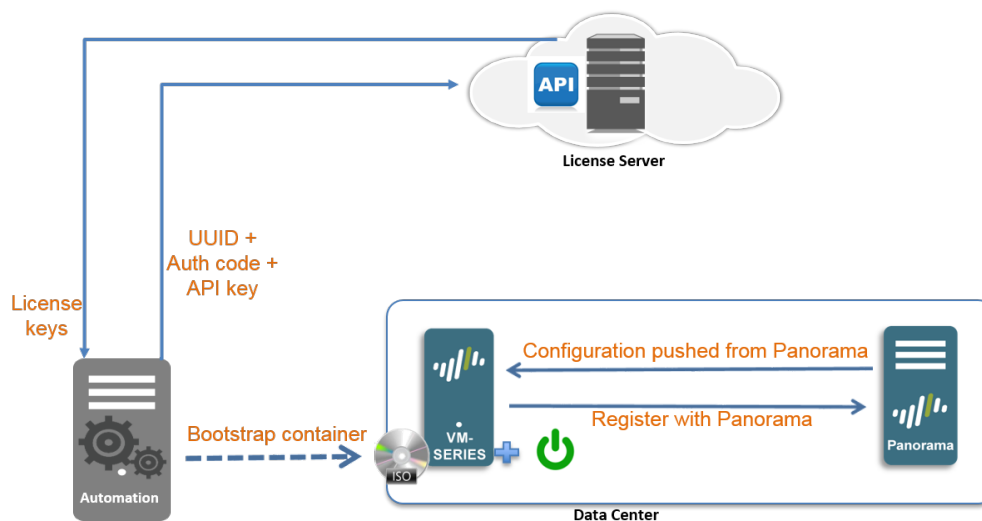 API
License Server
UUID +
Auth code +
API key
License
keys
Configuration pushed from Panorama
Register with Panorama
Bootstrap container
VM-
SERIES
ISO
Panorama
Automation
Data Center